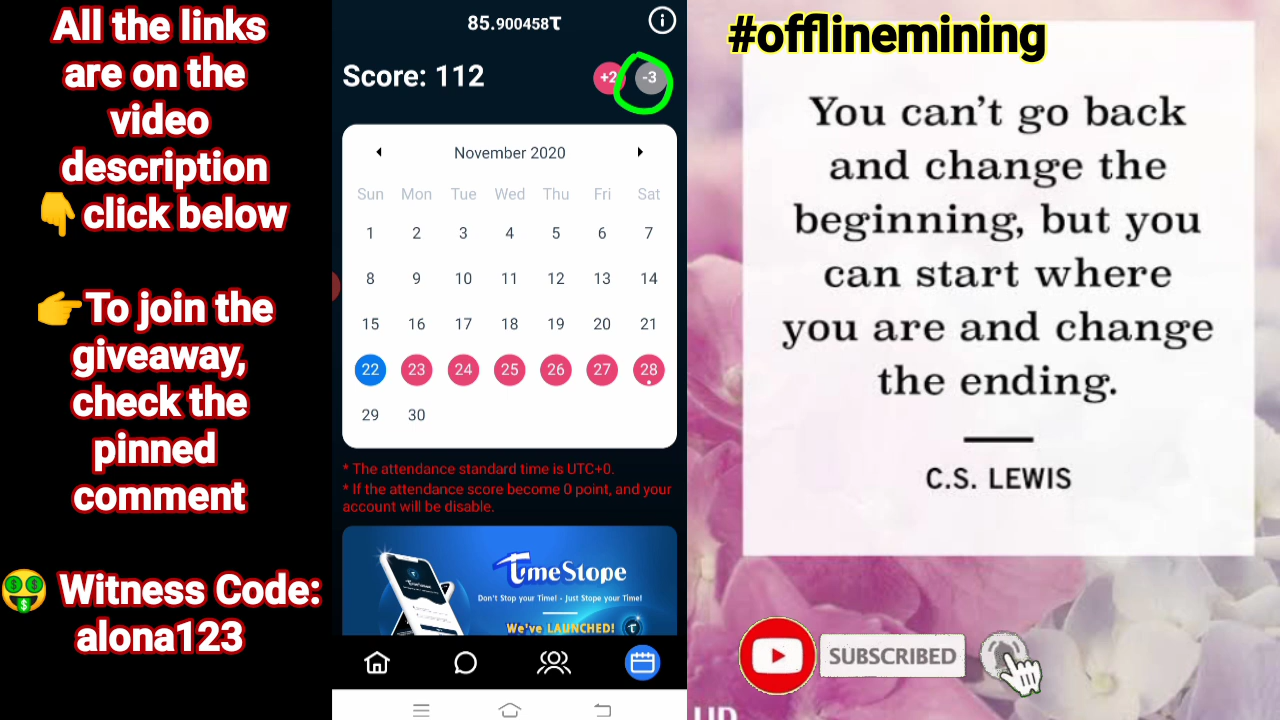 All the links
are on the
video
description
👇click below
👉To join the
giveaway,
check the
pinned
comment
🤑 Witness Code:
alona123
85.900458τ
i
Score: 112
+2
-3
November 2020
Sun Mon Tue Wed Thu Fri Sat
1 2 3 4 5 6 7
8 9 10 11 12 13 14
15 16 17 18 19 20 21
22 23 24 25 26 27 28
29 30
* The attendance standard time is UTC+0.
* If the attendance score become 0 point, and your
account will be disable.
TimeStope
Don't Stop your Time! - Just Stope your Time!
We've LAUNCHED!
#offlinemining
You can't go back
and change the
beginning, but you
can start where
you are and change
the ending.
C.S. LEWIS
SUBSCRIBED